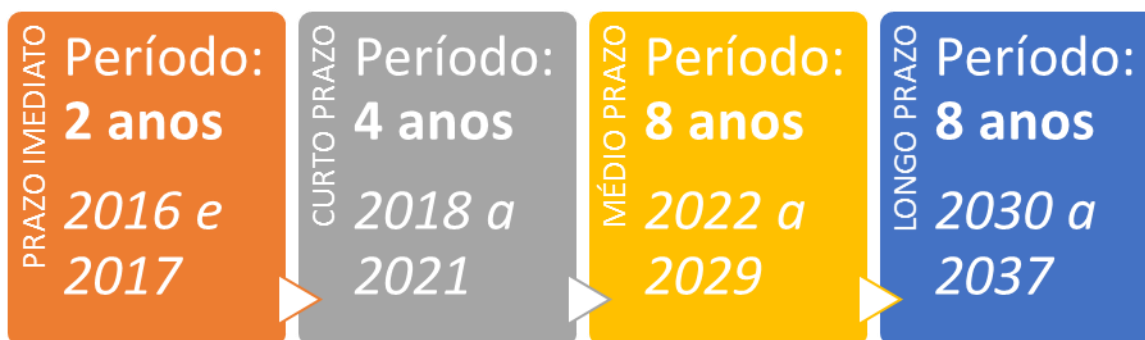 PRAZO IMEDIATO
Período:
2 anos
2016 e
2017
CURTO PRAZO
Período:
4 anos
2018 a
2021
MÉDIO PRAZO
Período:
8 anos
2022 a
2029
LONGO PRAZO
Período:
8 anos
2030 a
2037